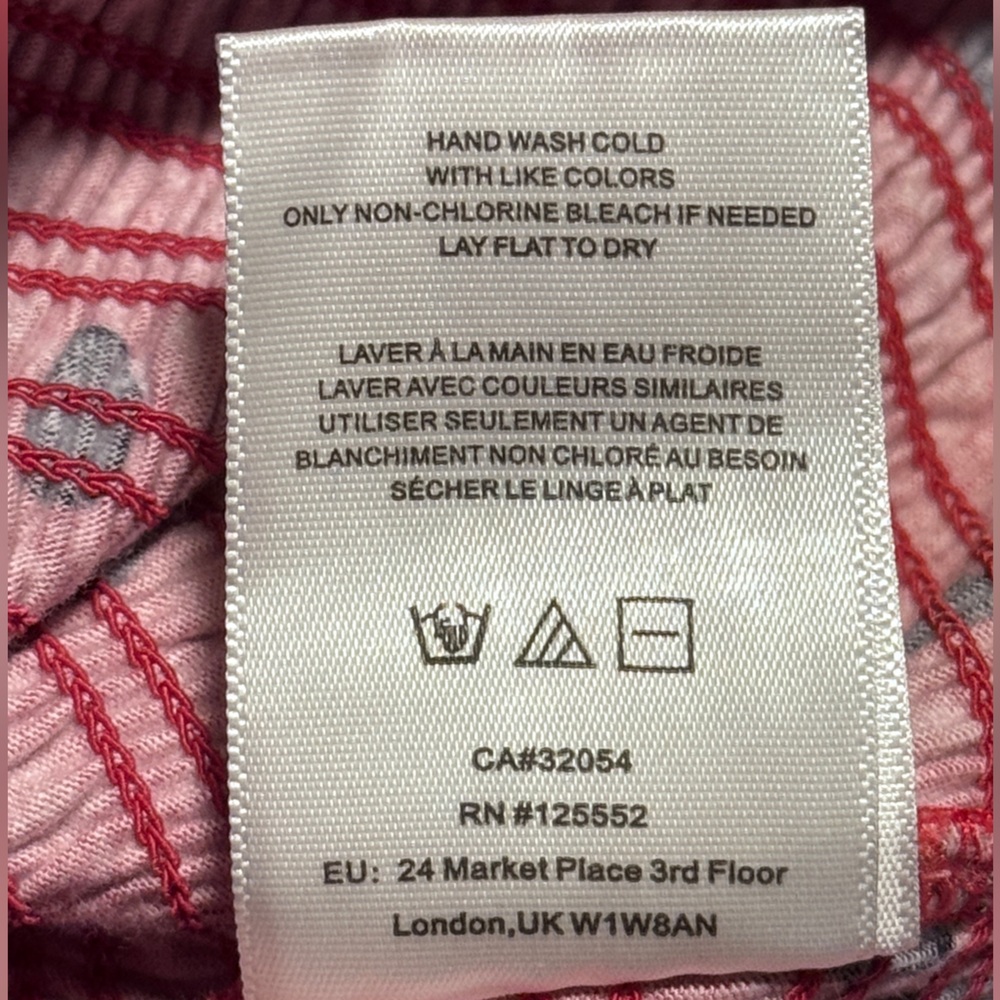 HAND WASH COLD
WITH LIKE COLORS
ONLY NON-CHLORINE BLEACH IF NEEDED
LAY FLAT TO DRY
LAVER À LA MAIN EN EAU FROIDE
LAVER AVEC COULEURS SIMILAIRES
UTILISER SEULEMENT UN AGENT DE
BLANCHIMENT NON CHLORÉ AU BESOIN
SÉCHER LE LINGE À PLAT
CA#32054
RN #125552
EU: 24 Market Place 3rd Floor
London,UK W1W8AN